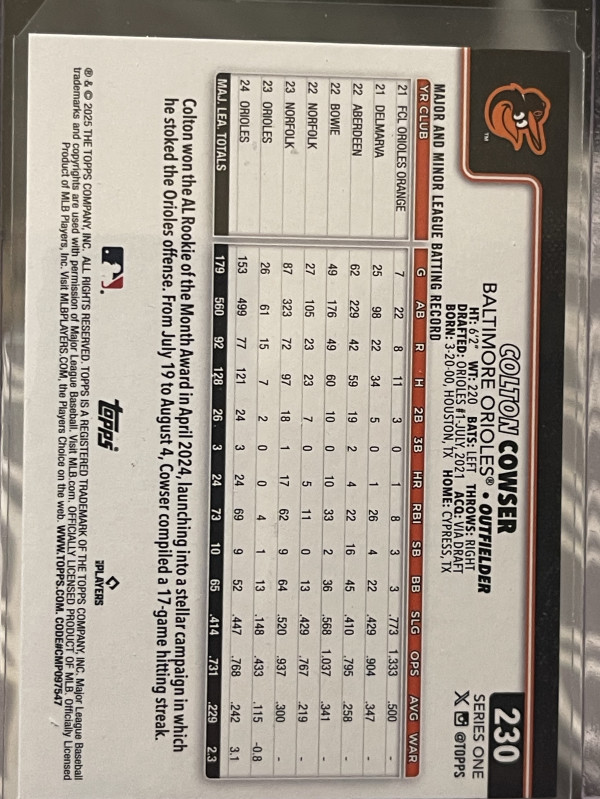 230
SERIES ONE
X @TOPPS
COLTON COWSER
BALTIMORE ORIOLES® • OUTFIELDER
HT: 6'2" WT: 220 BATS: LEFT THROWS: RIGHT
DRAFTED: ORIOLES #1-JULY, 2021 ACQ: VIA DRAFT
BORN: 3-20-00, HOUSTON, TX HOME: CYPRESS, TX
™
MAJOR AND MINOR LEAGUE BATTING RECORD
YR CLUB G AB R H 2B 3B HR RBI SB BB SLG OPS AVG WAR
21 FCL ORIOLES ORANGE 7 22 8 11 3 0 1 8 3 3 .773 1.333 .500 -
21 DELMARVA 25 98 22 34 5 0 1 26 4 22 .429 .904 .347 -
22 ABERDEEN 62 229 42 59 19 2 4 22 16 45 .410 .795 .258 -
22 BOWIE 49 176 49 60 10 0 10 33 2 36 .568 1.037 .341 -
22 NORFOLK 27 105 23 23 7 0 5 11 0 13 .429 .767 .219 -
23 NORFOLK 87 323 72 97 18 1 17 62 9 64 .520 .937 .300 -
23 ORIOLES 26 61 15 7 2 0 0 4 1 13 .148 .433 .115 -0.8
24 ORIOLES 153 499 77 121 24 3 24 69 9 52 .447 .768 .242 3.1
MAJ. LEA. TOTALS 179 560 92 128 26 3 24 73 10 65 .414 .731 .229 2.3
Colton won the AL Rookie of the Month Award in April 2024, launching into a stellar campaign in which
he stoked the Orioles offense. From July 19 to August 4, Cowser compiled a 17-game hitting streak.
topps
PLAYERS
® & © 2025 THE TOPPS COMPANY, INC. ALL RIGHTS RESERVED. TOPPS IS A REGISTERED TRADEMARK OF THE TOPPS COMPANY, INC. Major League Baseball
trademarks and copyrights are used with permission of Major League Baseball. Visit MLB.com. OFFICIALLY LICENSED PRODUCT OF MLB. Officially Licensed
Product of MLB Players, Inc. Visit MLBPLAYERS.com, the Players Choice on the web. WWW.TOPPS.COM. CODE#CMP097547